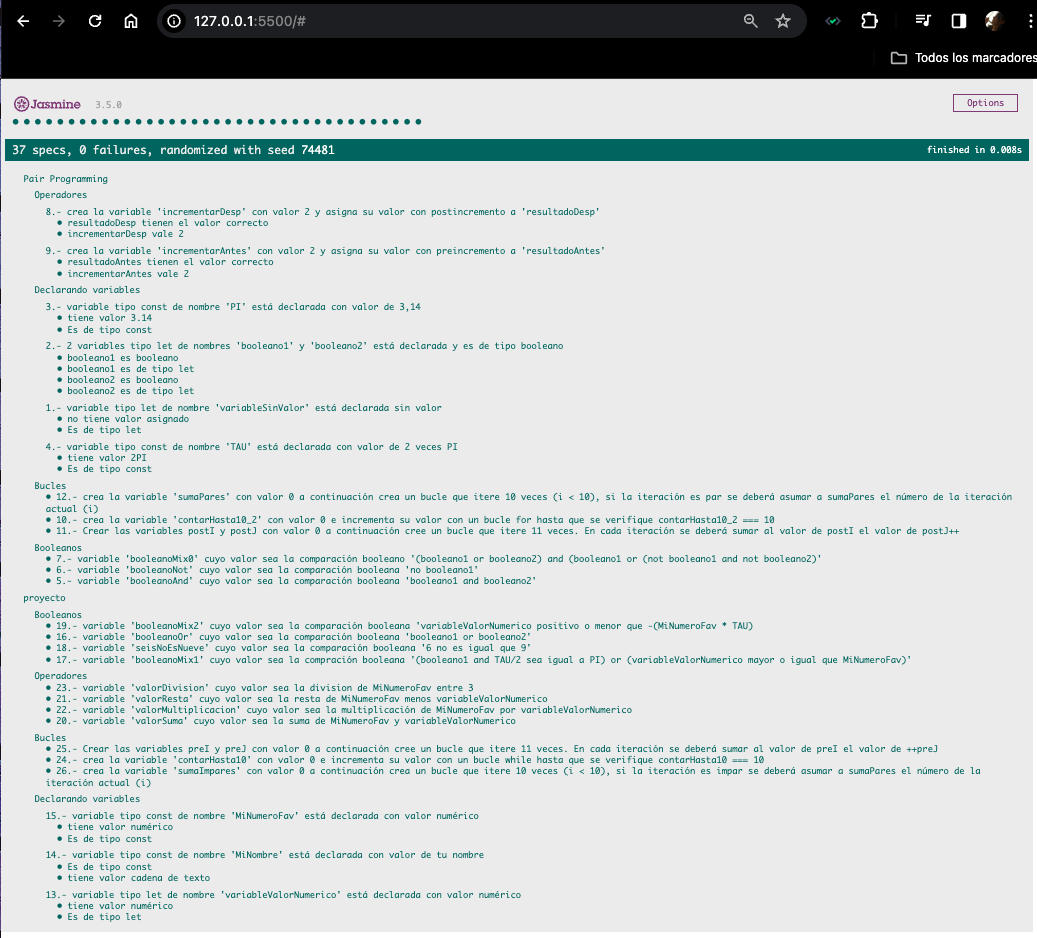 127.0.0.1:5500/#
Todos los marcadores
Jasmine 3.5.0
Options
37 specs, 0 failures, randomized with seed 74481
finished in 0.008s
Pair Programming
Operadores
8.- crea la variable 'incrementarDesp' con valor 2 y asigna su valor con postincremento a 'resultadoDesp'
• resultadoDesp tienen el valor correcto
• incrementarDesp vale 2
9.- crea la variable 'incrementarAntes' con valor 2 y asigna su valor con preincremento a 'resultadoAntes'
• resultadoAntes tienen el valor correcto
• incrementarAntes vale 2
Declarando variables
3.- variable tipo const de nombre 'PI' está declarada con valor de 3,14
• tiene valor 3.14
• Es de tipo const
2.- 2 variables tipo let de nombres 'booleano1' y 'booleano2' está declarada y es de tipo booleano
• booleano1 es booleano
• booleano1 es de tipo let
• booleano2 es booleano
• booleano2 es de tipo let
1.- variable tipo let de nombre 'variableSinValor' está declarada sin valor
• no tiene valor asignado
• Es de tipo let
4.- variable tipo const de nombre 'TAU' está declarada con valor de 2 veces PI
• tiene valor 2PI
• Es de tipo const
Bucles
• 12.- crea la variable 'sumaPares' con valor 0 a continuación crea un bucle que itere 10 veces (i < 10), si la iteración es par se deberá asumar a sumaPares el número de la iteración
actual (i)
• 10.- crea la variable 'contarHasta10_2' con valor 0 e incrementa su valor con un bucle for hasta que se verifique contarHasta10_2 === 10
• 11.- Crear las variables postI y postJ con valor 0 a continuación cree un bucle que itere 11 veces. En cada iteración se deberá sumar al valor de postI el valor de postJ++
Booleanos
• 7.- variable 'booleanoMix0' cuyo valor sea la comparación booleano '(booleano1 or booleano2) and (booleano1 or (not booleano1 and not booleano2)'
• 6.- variable 'booleanoNot' cuyo valor sea la comparación booleana 'no booleano1'
• 5.- variable 'booleanoAnd' cuyo valor sea la comparación booleana 'booleano1 and booleano2'
proyecto
Booleanos
• 19.- variable 'booleanoMix2' cuyo valor sea la comparación booleana 'variableValorNumerico positivo o menor que -(MiNumeroFav * TAU)
• 16.- variable 'booleanoOr' cuyo valor sea la comparación booleana 'booleano1 or booleano2'
• 18.- variable 'seisNoEsNueve' cuyo valor sea la comparación booleana '6 no es igual que 9'
• 17.- variable 'booleanoMix1' cuyo valor sea la compración booleana '(booleano1 and TAU/2 sea igual a PI) or (variableValorNumerico mayor o igual que MiNumeroFav)'
Operadores
• 23.- variable 'valorDivision' cuyo valor sea la division de MiNumeroFav entre 3
• 21.- variable 'valorResta' cuyo valor sea la resta de MiNumeroFav menos variableValorNumerico
• 22.- variable 'valorMultiplicacion' cuyo valor sea la multiplicación de MiNumeroFav por variableValorNumerico
• 20.- variable 'valorSuma' cuyo valor sea la suma de MiNumeroFav y variableValorNumerico
Bucles
• 25.- Crear las variables preI y preJ con valor 0 a continuación cree un bucle que itere 11 veces. En cada iteración se deberá sumar al valor de preI el valor de ++preJ
• 24.- crea la variable 'contarHasta10' con valor 0 e incrementa su valor con un bucle while hasta que se verifique contarHasta10 === 10
• 26.- crea la variable 'sumaImpares' con valor 0 a continuación crea un bucle que itere 10 veces (i < 10), si la iteración es impar se deberá asumar a sumaPares el número de la
iteración actual (i)
Declarando variables
15.- variable tipo const de nombre 'MiNumeroFav' está declarada con valor numérico
• tiene valor numérico
• Es de tipo const
14.- variable tipo const de nombre 'MiNombre' está declarada con valor de tu nombre
• Es de tipo const
• tiene valor cadena de texto
13.- variable tipo let de nombre 'variableValorNumerico' está declarada con valor numérico
• tiene valor numérico
• Es de tipo let